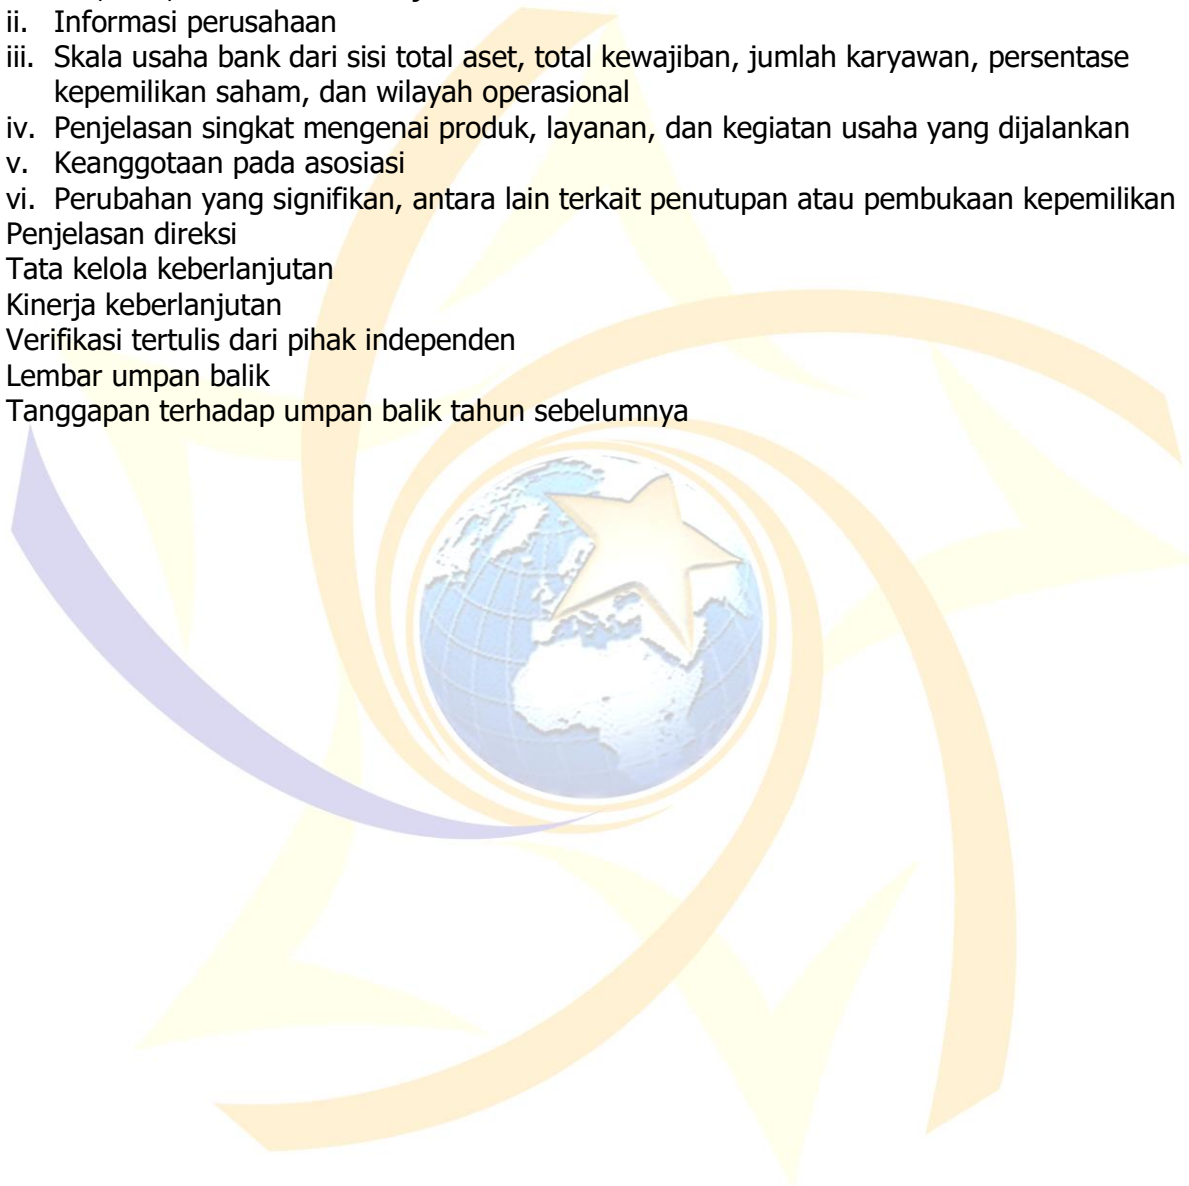 ii. Informasi perusahaan
iii. Skala usaha bank dari sisi total aset, total kewajiban, jumlah karyawan, persentase
kepemilikan saham, dan wilayah operasional
iv. Penjelasan singkat mengenai produk, layanan, dan kegiatan usaha yang dijalankan
v. Keanggotaan pada asosiasi
vi. Perubahan yang signifikan, antara lain terkait penutupan atau pembukaan kepemilikan
Penjelasan direksi
Tata kelola keberlanjutan
Kinerja keberlanjutan
Verifikasi tertulis dari pihak independen
Lembar umpan balik
Tanggapan terhadap umpan balik tahun sebelumnya